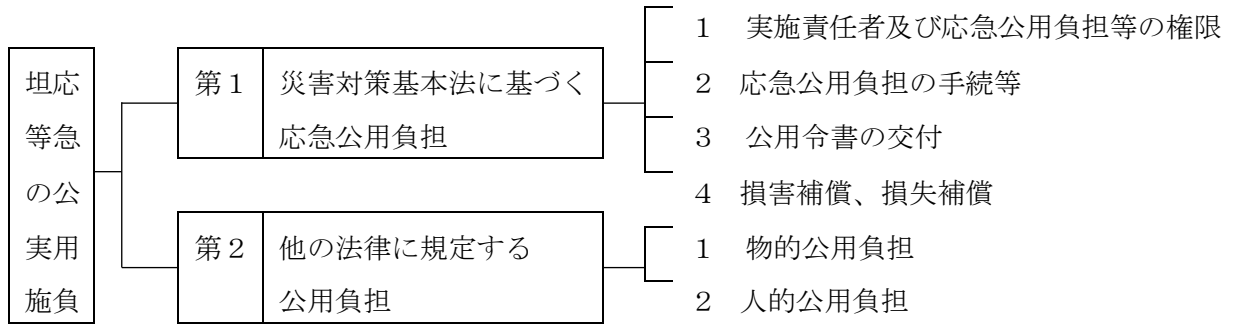 応急公用負
担等の実施
第１
災害対策基本法に基づく
応急公用負担
１　実施責任者及び応急公用負担等の権限
２　応急公用負担の手続等
３　公用令書の交付
４　損害補償、損失補償
第２
他の法律に規定する
公用負担
１　物的公用負担
２　人的公用負担